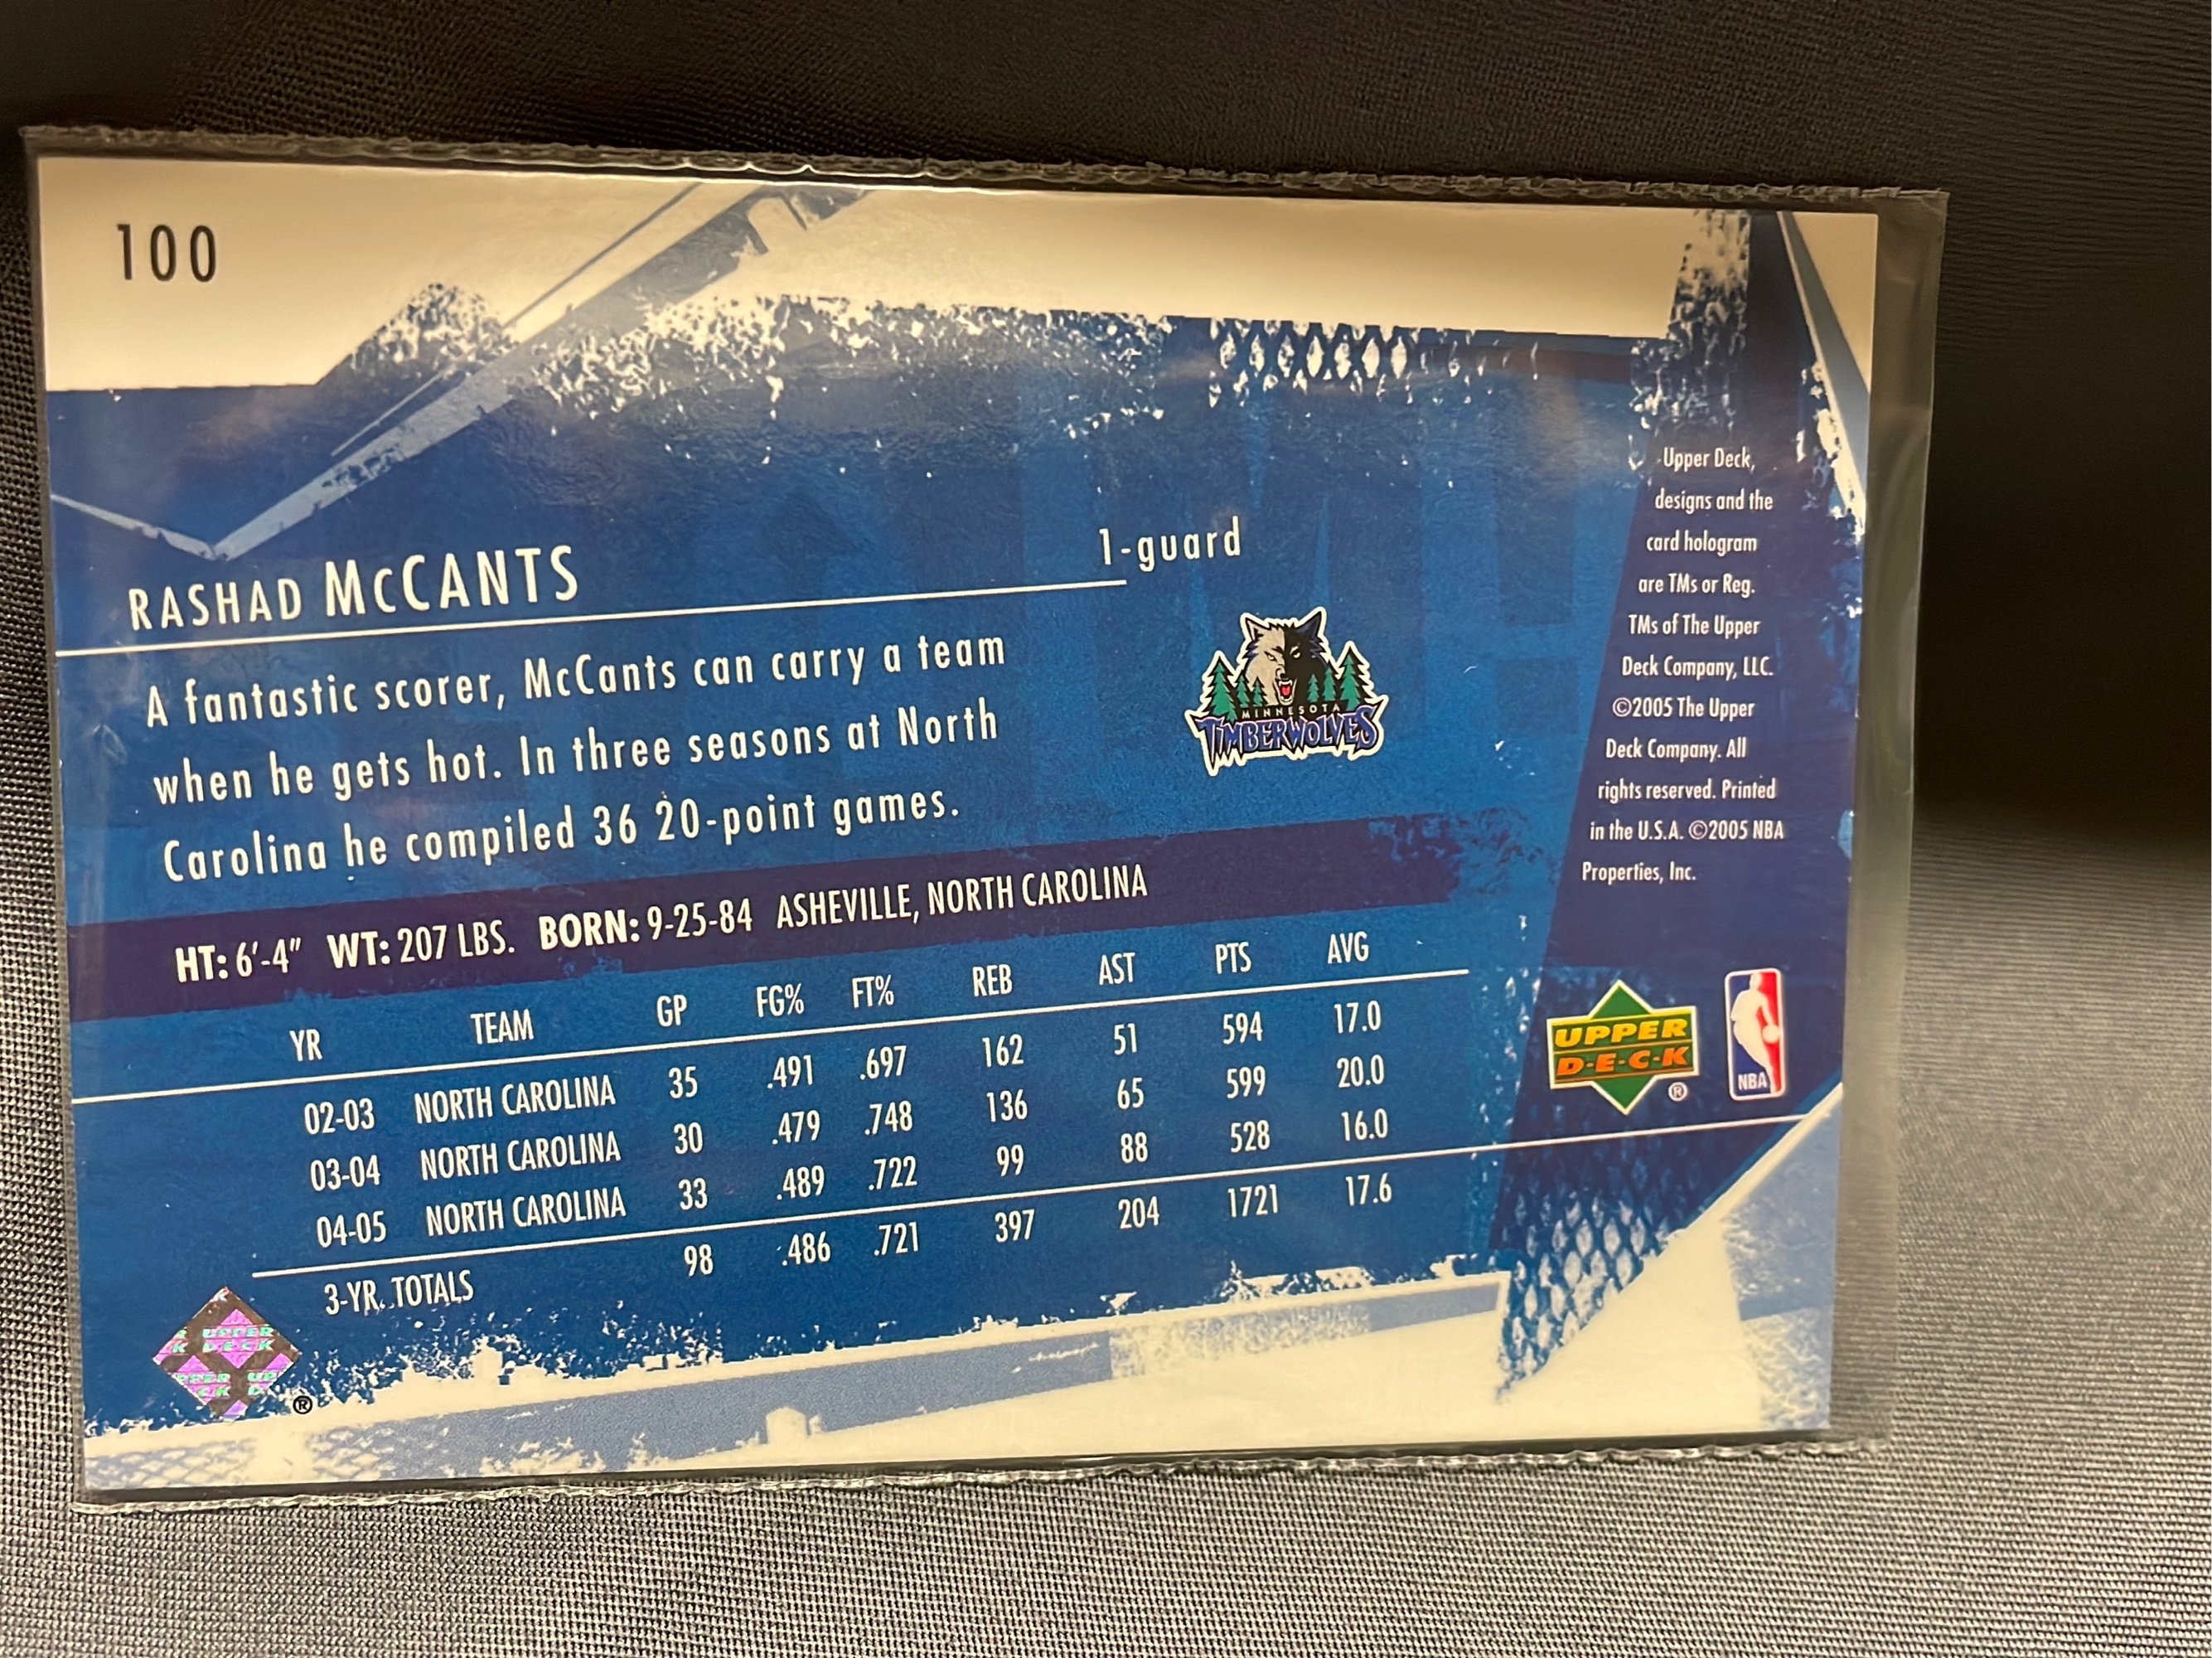 100
RASHAD McCANTS
1-guard
A fantastic scorer, McCants can carry a team
when he gets hot. In three seasons at North
Carolina he compiled 36 20-point games.
MINNESOTA
TIMBERWOLVES
HT: 6'-4" WT: 207 LBS. BORN: 9-25-84 ASHEVILLE, NORTH CAROLINA
YR TEAM GP FG% FT% REB AST PTS AVG
02-03 NORTH CAROLINA 35 .491 .697 162 51 594 17.0
03-04 NORTH CAROLINA 30 .479 .748 136 65 599 20.0
04-05 NORTH CAROLINA 33 .489 .722 99 88 528 16.0
3-YR. TOTALS 98 .486 .721 397 204 1721 17.6
Upper Deck,
designs and the
card hologram
are TMs or Reg.
TMs of The Upper
Deck Company, LLC.
©2005 The Upper
Deck Company. All
rights reserved. Printed
in the U.S.A. ©2005 NBA
Properties, Inc.
UPPER
D·E·C·K
®
NBA
UPPER
DECK
®